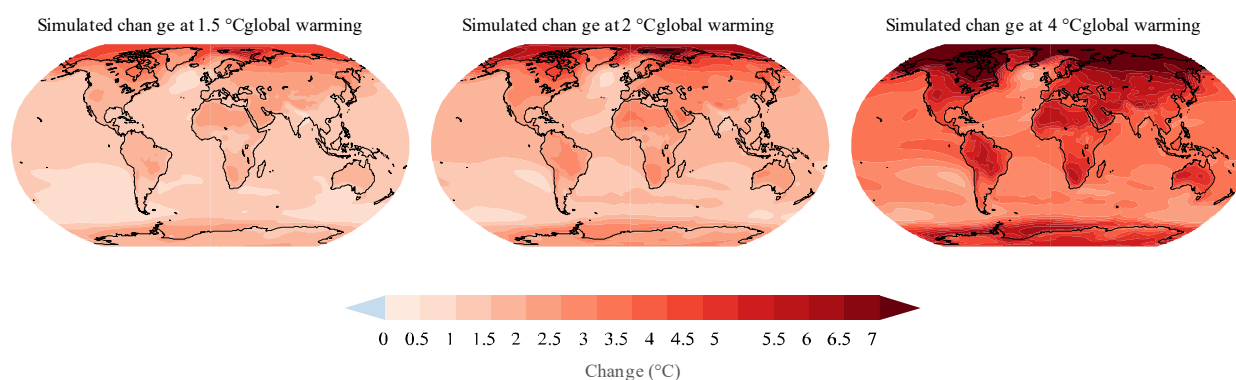 Simulated chan ge at 1.5 °Cglobal warming
Simulated chan ge at 2 °Cglobal warming
Simulated chan ge at 4 °Cglobal warming
0 0.5 1 1.5 2 2.5 3 3.5 4 4.5 5 5.5 6 6.5 7
Change (°C)